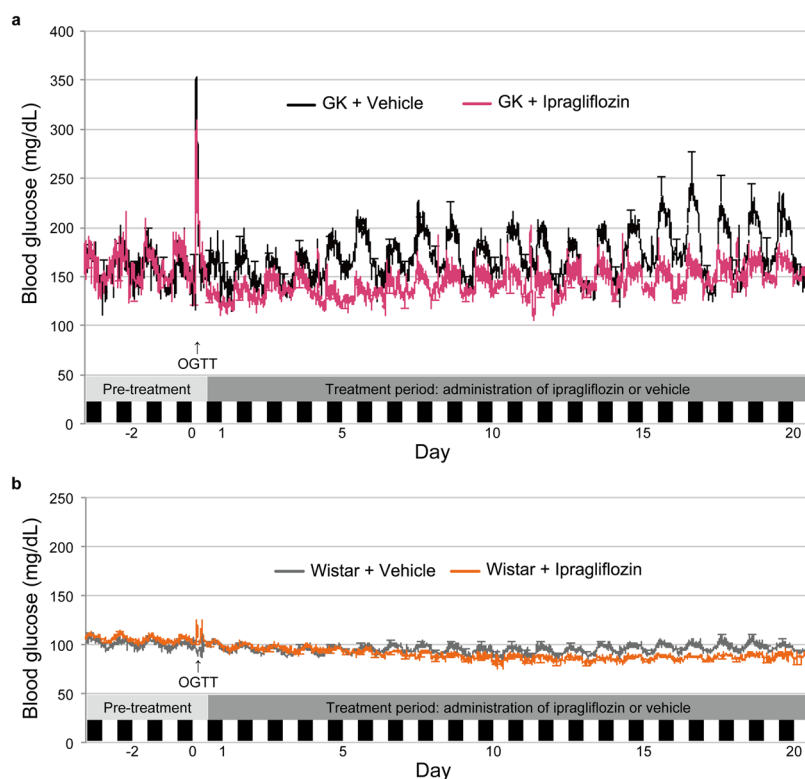 a
400
350
GK + Vehicle GK + Ipragliflozin
300
250
200
150
100
50
0
Blood glucose (mg/dL)
↑
OGTT
Pre-treatment Treatment period: administration of ipragliflozin or vehicle
-2 0 1 5 10 15 20
Day
b
250
200
Wistar + Vehicle Wistar + Ipragliflozin
150
100
50
0
Blood glucose (mg/dL)
↑
OGTT
Pre-treatment Treatment period: administration of ipragliflozin or vehicle
-2 0 1 5 10 15 20
Day